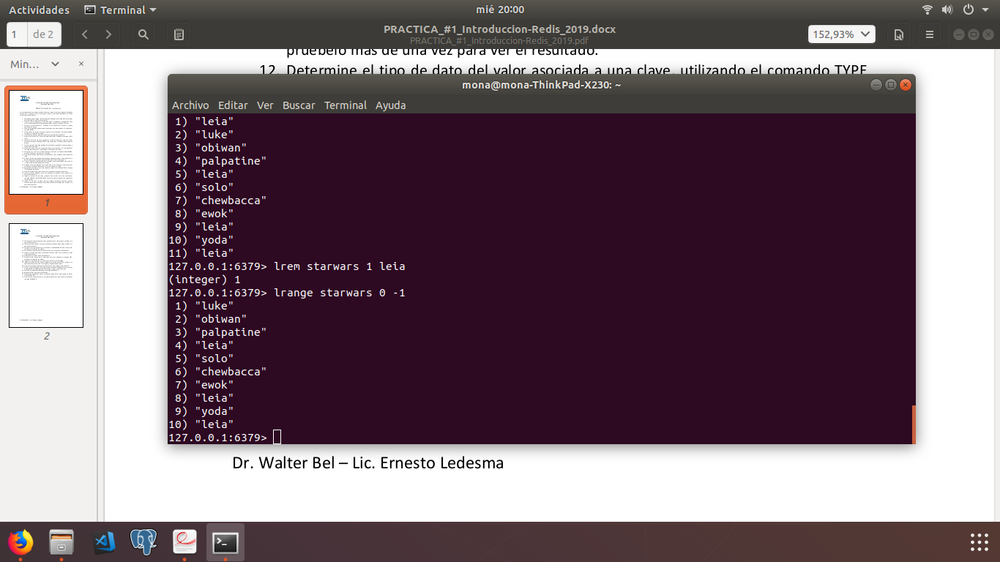 Actividades Terminal mié 20:00
1 de 2 PRACTICA_#1_Introduccion-Redis_2019.docx 152,93%
PRACTICA_#1_Introduccion-Redis_2019.pdf
Min...
pruébelo más de una vez para ver el resultado.
12. Determine el tipo de dato del valor asociada a una clave, utilizando el comando TYPE
mona@mona-ThinkPad-X230: ~
Archivo Editar Ver Buscar Terminal Ayuda
1) "leia"
2) "luke"
3) "obiwan"
4) "palpatine"
5) "leia"
6) "solo"
7) "chewbacca"
8) "ewok"
9) "leia"
10) "yoda"
11) "leia"
127.0.0.1:6379> lrem starwars 1 leia
(integer) 1
127.0.0.1:6379> lrange starwars 0 -1
1) "luke"
2) "obiwan"
3) "palpatine"
4) "leia"
5) "solo"
6) "chewbacca"
7) "ewok"
8) "leia"
9) "yoda"
10) "leia"
127.0.0.1:6379>
1
2
Dr. Walter Bel – Lic. Ernesto Ledesma